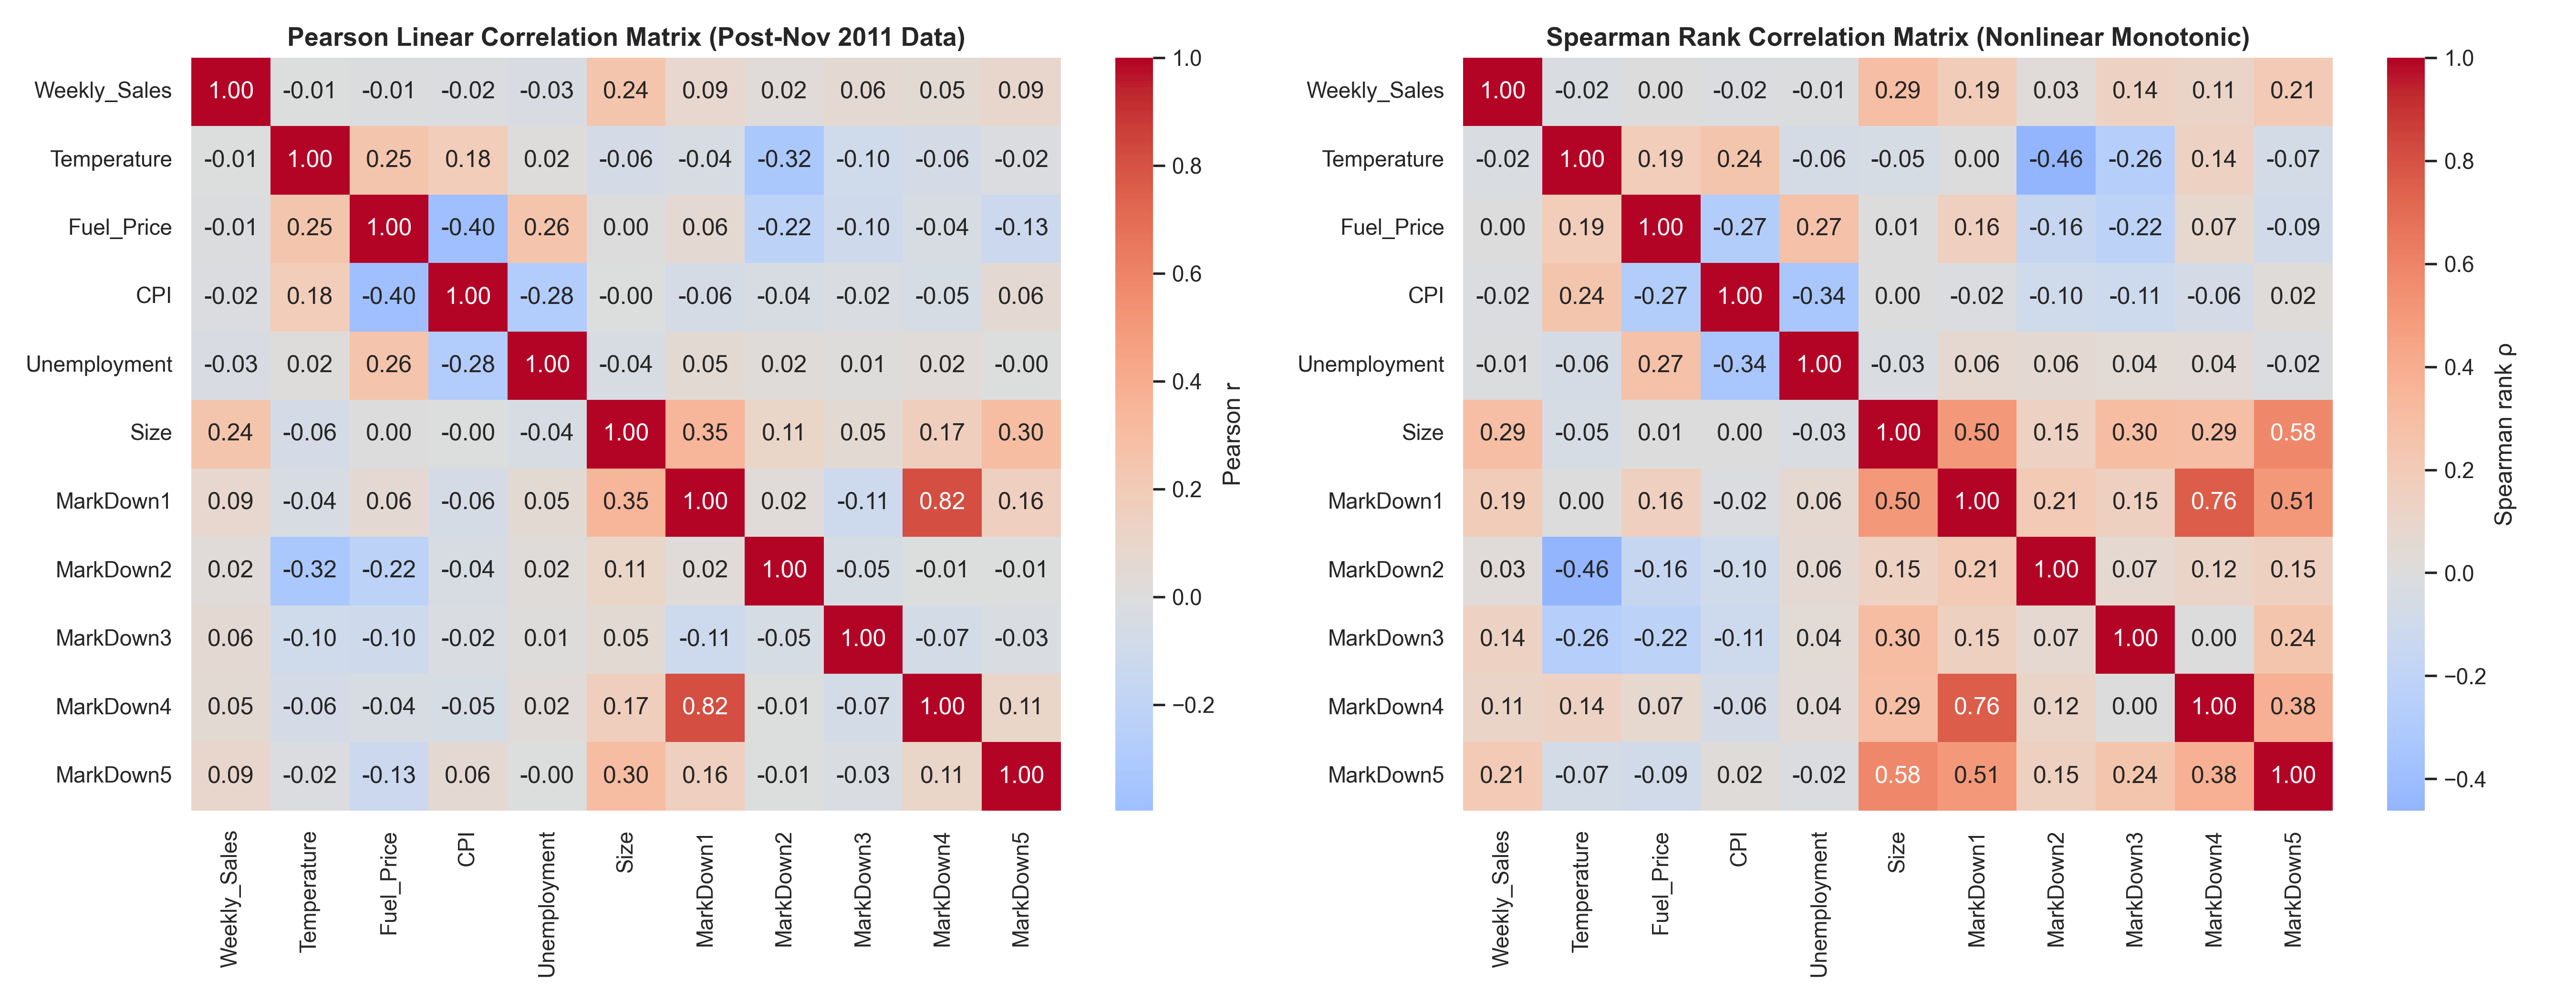 Pearson Linear Correlation Matrix (Post-Nov 2011 Data)
Weekly_Sales 1.00 -0.01 -0.01 -0.02 -0.03 0.24 0.09 0.02 0.06 0.05 0.09
Temperature -0.01 1.00 0.25 0.18 0.02 -0.06 -0.04 -0.32 -0.10 -0.06 -0.02
Fuel_Price -0.01 0.25 1.00 -0.40 0.26 0.00 0.06 -0.22 -0.10 -0.04 -0.13
CPI -0.02 0.18 -0.40 1.00 -0.28 -0.00 -0.06 -0.04 -0.02 -0.05 0.06
Unemployment -0.03 0.02 0.26 -0.28 1.00 -0.04 0.05 0.02 0.01 0.02 -0.00
Size 0.24 -0.06 0.00 -0.00 -0.04 1.00 0.35 0.11 0.05 0.17 0.30
MarkDown1 0.09 -0.04 0.06 -0.06 0.05 0.35 1.00 0.02 -0.11 0.82 0.16
MarkDown2 0.02 -0.32 -0.22 -0.04 0.02 0.11 0.02 1.00 -0.05 -0.01 -0.01
MarkDown3 0.06 -0.10 -0.10 -0.02 0.01 0.05 -0.11 -0.05 1.00 -0.07 -0.03
MarkDown4 0.05 -0.06 -0.04 -0.05 0.02 0.17 0.82 -0.01 -0.07 1.00 0.11
MarkDown5 0.09 -0.02 -0.13 0.06 -0.00 0.30 0.16 -0.01 -0.03 0.11 1.00
Weekly_Sales
Temperature
Fuel_Price
CPI
Unemployment
Size
MarkDown1
MarkDown2
MarkDown3
MarkDown4
MarkDown5
1.0
0.8
0.6
0.4
0.2
0.0
−0.2
Pearson r
Spearman Rank Correlation Matrix (Nonlinear Monotonic)
Weekly_Sales 1.00 -0.02 0.00 -0.02 -0.01 0.29 0.19 0.03 0.14 0.11 0.21
Temperature -0.02 1.00 0.19 0.24 -0.06 -0.05 0.00 -0.46 -0.26 0.14 -0.07
Fuel_Price 0.00 0.19 1.00 -0.27 0.27 0.01 0.16 -0.16 -0.22 0.07 -0.09
CPI -0.02 0.24 -0.27 1.00 -0.34 0.00 -0.02 -0.10 -0.11 -0.06 0.02
Unemployment -0.01 -0.06 0.27 -0.34 1.00 -0.03 0.06 0.06 0.04 0.04 -0.02
Size 0.29 -0.05 0.01 0.00 -0.03 1.00 0.50 0.15 0.30 0.29 0.58
MarkDown1 0.19 0.00 0.16 -0.02 0.06 0.50 1.00 0.21 0.15 0.76 0.51
MarkDown2 0.03 -0.46 -0.16 -0.10 0.06 0.15 0.21 1.00 0.07 0.12 0.15
MarkDown3 0.14 -0.26 -0.22 -0.11 0.04 0.30 0.15 0.07 1.00 0.00 0.24
MarkDown4 0.11 0.14 0.07 -0.06 0.04 0.29 0.76 0.12 0.00 1.00 0.38
MarkDown5 0.21 -0.07 -0.09 0.02 -0.02 0.58 0.51 0.15 0.24 0.38 1.00
Weekly_Sales
Temperature
Fuel_Price
CPI
Unemployment
Size
MarkDown1
MarkDown2
MarkDown3
MarkDown4
MarkDown5
1.0
0.8
0.6
0.4
0.2
0.0
−0.2
−0.4
Spearman rank ρ